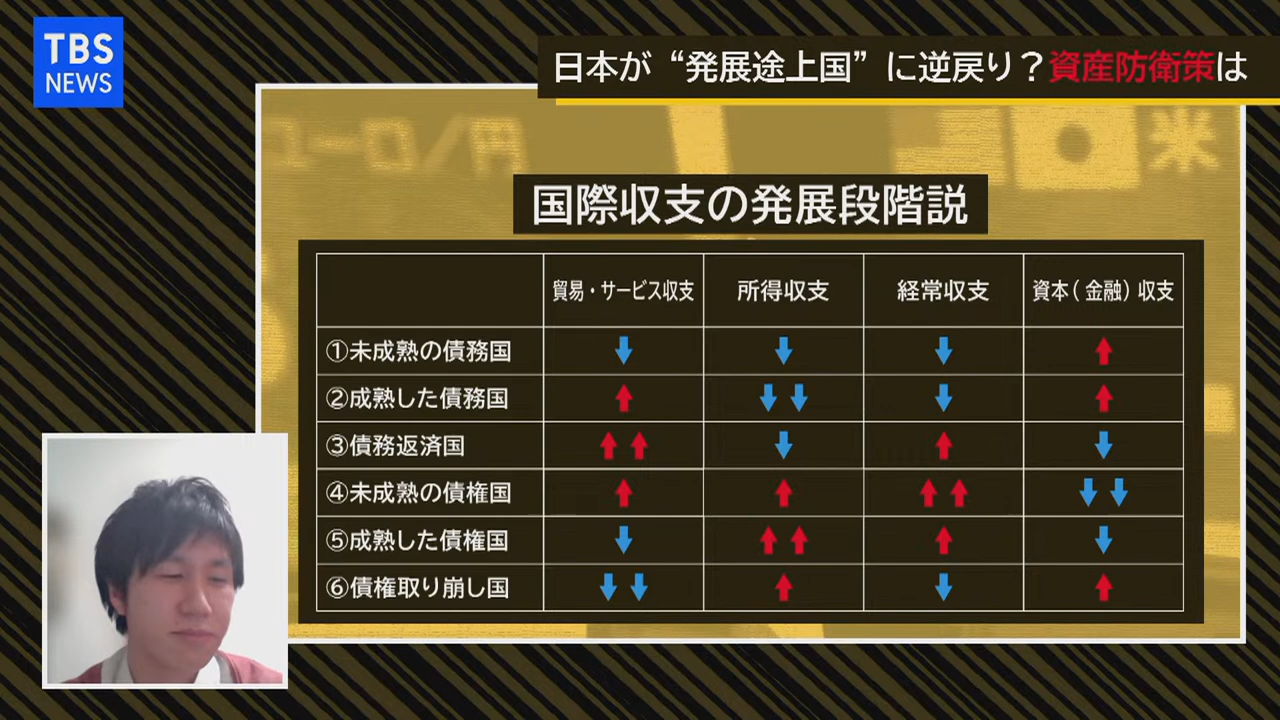 TBS
NEWS
日本が“発展途上国”に逆戻り？資産防衛策は
ユーロ/円
米
国際収支の発展段階説
貿易・サービス収支 所得収支 経常収支 資本(金融)収支
①未成熟の債務国 ⬇ ⬇ ⬇ ⬆
②成熟した債務国 ⬆ ⬇⬇ ⬇ ⬆
③債務返済国 ⬆⬆ ⬇ ⬆ ⬇
④未成熟の債権国 ⬆ ⬆ ⬆⬆ ⬇⬇
⑤成熟した債権国 ⬇ ⬆⬆ ⬆ ⬇
⑥債権取り崩し国 ⬇⬇ ⬆ ⬇ ⬆